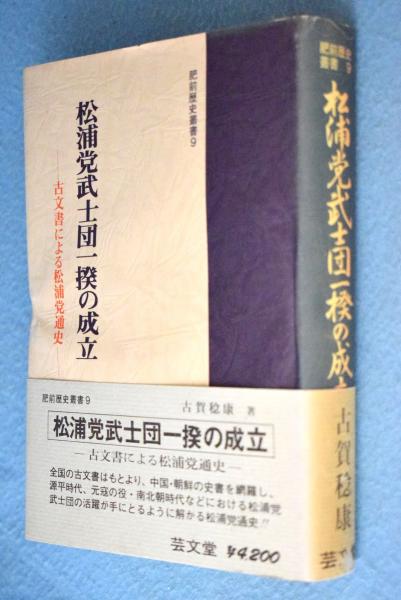 肥前歴史叢書9
松浦党武士団一揆の成立
―古文書による松浦党通史―
肥前歴史叢書9
古賀稔康 著
松浦党武士団一揆の成立
―古文書による松浦党通史―
全国の古文書はもとより、中国・朝鮮の史書を網羅し、
源平時代、元寇の役・南北朝時代などにおける松浦党
武士団の活躍が手にとるように解かる松浦党通史!!
芸文堂 ¥4,200
肥前歴史
叢書 9
松浦党武士団一揆の成立
古賀稔康
芸文